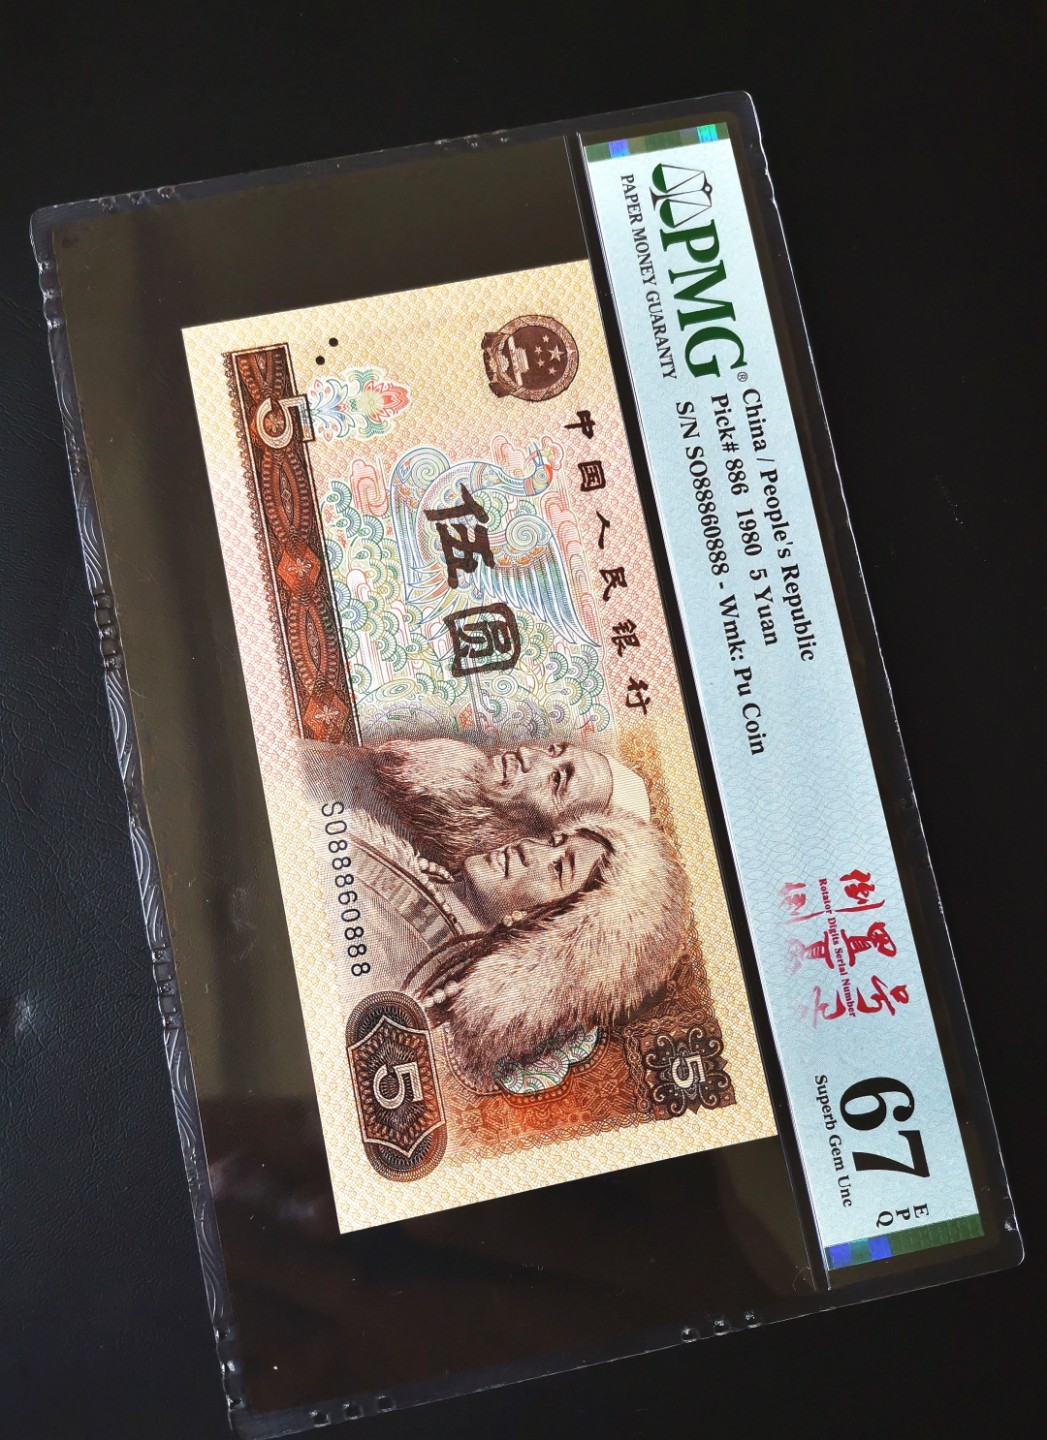 PMG®
PAPER MONEY GUARANTY
China / People's Republic
Pick# 886 1980 5 Yuan
S/N SO88860888 - Wmk: Pu Coin
倒置号
Rotator Digits Serial Number
67
EPQ
Superb Gem Unc
中国人民银行
伍圆
5
5
SO88860888
5